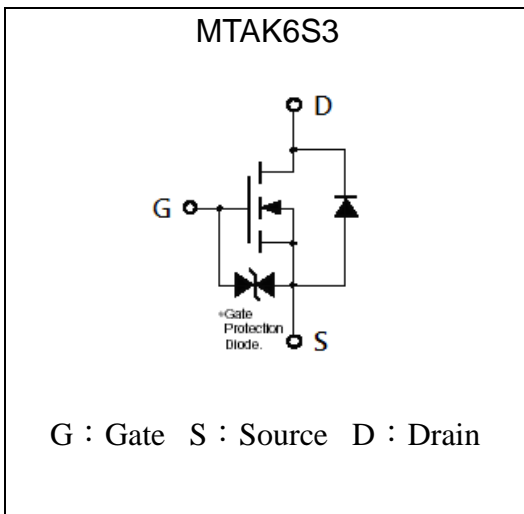 MTAK6S3
D
G
*Gate
Protection
Diode.
S
G：Gate S：Source D：Drain